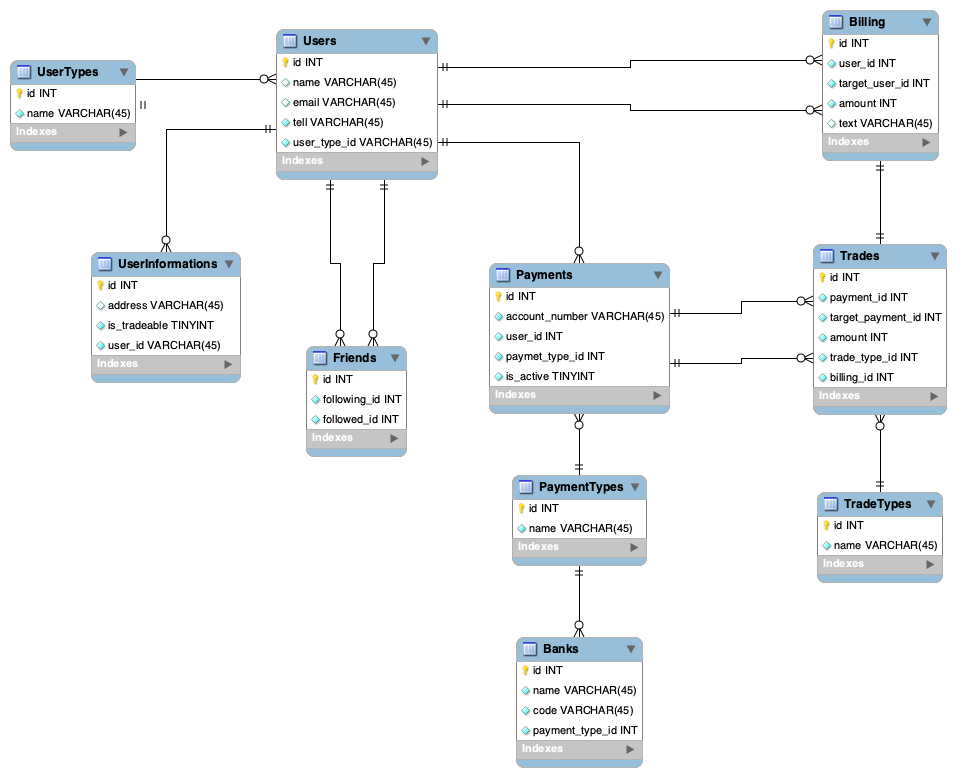 UserTypes
id INT
name VARCHAR(45)
Indexes
Users
id INT
name VARCHAR(45)
email VARCHAR(45)
tell VARCHAR(45)
user_type_id VARCHAR(45)
Indexes
Billing
id INT
user_id INT
target_user_id INT
amount INT
text VARCHAR(45)
Indexes
UserInformations
id INT
address VARCHAR(45)
is_tradeable TINYINT
user_id VARCHAR(45)
Indexes
Friends
id INT
following_id INT
followed_id INT
Indexes
Payments
id INT
account_number VARCHAR(45)
user_id INT
paymet_type_id INT
is_active TINYINT
Indexes
Trades
id INT
payment_id INT
target_payment_id INT
amount INT
trade_type_id INT
billing_id INT
Indexes
PaymentTypes
id INT
name VARCHAR(45)
Indexes
TradeTypes
id INT
name VARCHAR(45)
Indexes
Banks
id INT
name VARCHAR(45)
code VARCHAR(45)
payment_type_id INT
Indexes